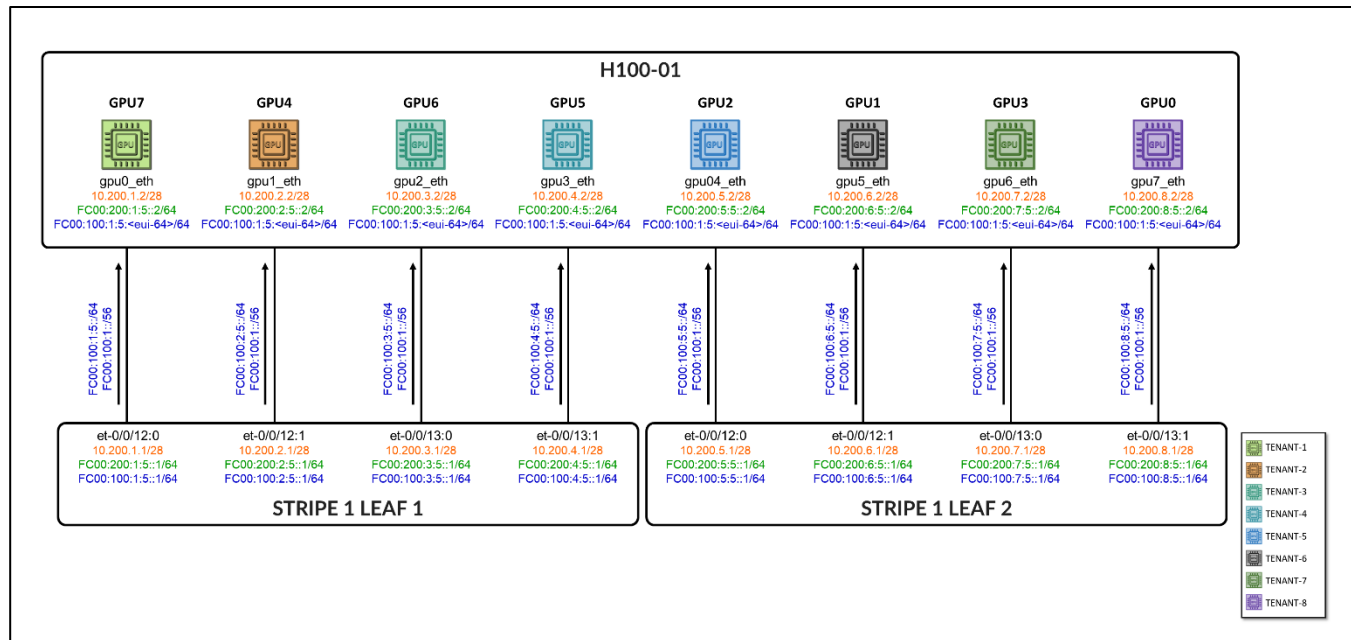 H100-01
GPU7 GPU4 GPU6 GPU5 GPU2 GPU1 GPU3 GPU0
GPU GPU GPU GPU GPU GPU GPU GPU
gpu0_eth gpu1_eth gpu2_eth gpu3_eth gpu04_eth gpu5_eth gpu6_eth gpu7_eth
10.200.1.2/28 10.200.2.2/28 10.200.3.2/28 10.200.4.2/28 10.200.5.2/28 10.200.6.2/28 10.200.7.2/28 10.200.8.2/28
FC00:200:1:5::2/64 FC00:200:2:5::2/64 FC00:200:3:5::2/64 FC00:200:4:5::2/64 FC00:200:5:5::2/64 FC00:200:6:5::2/64 FC00:200:7:5::2/64 FC00:200:8:5::2/64
FC00:100:1:5:<eui-64>/64 FC00:100:1:5:<eui-64>/64 FC00:100:1:5:<eui-64>/64 FC00:100:1:5:<eui-64>/64 FC00:100:1:5:<eui-64>/64 FC00:100:1:5:<eui-64>/64 FC00:100:1:5:<eui-64>/64 FC00:100:1:5:<eui-64>/64
FC00:100:1:5::/64
FC00:100:1::/56
FC00:100:2:5::/64
FC00:100:1::/56
FC00:100:3:5::/64
FC00:100:1::/56
FC00:100:4:5::/64
FC00:100:1::/56
FC00:100:5:5::/64
FC00:100:1::/56
FC00:100:6:5::/64
FC00:100:1::/56
FC00:100:7:5::/64
FC00:100:1::/56
FC00:100:8:5::/64
FC00:100:1::/56
et-0/0/12:0 et-0/0/12:1 et-0/0/13:0 et-0/0/13:1
10.200.1.1/28 10.200.2.1/28 10.200.3.1/28 10.200.4.1/28
FC00:200:1:5::1/64 FC00:200:2:5::1/64 FC00:200:3:5::1/64 FC00:200:4:5::1/64
FC00:100:1:5::1/64 FC00:100:2:5::1/64 FC00:100:3:5::1/64 FC00:100:4:5::1/64
STRIPE 1 LEAF 1
et-0/0/12:0 et-0/0/12:1 et-0/0/13:0 et-0/0/13:1
10.200.5.1/28 10.200.6.1/28 10.200.7.1/28 10.200.8.1/28
FC00:200:5:5::1/64 FC00:200:6:5::1/64 FC00:200:7:5::1/64 FC00:200:8:5::1/64
FC00:100:5:5::1/64 FC00:100:6:5::1/64 FC00:100:7:5::1/64 FC00:100:8:5::1/64
STRIPE 1 LEAF 2
TENANT-1
TENANT-2
TENANT-3
TENANT-4
TENANT-5
TENANT-6
TENANT-7
TENANT-8